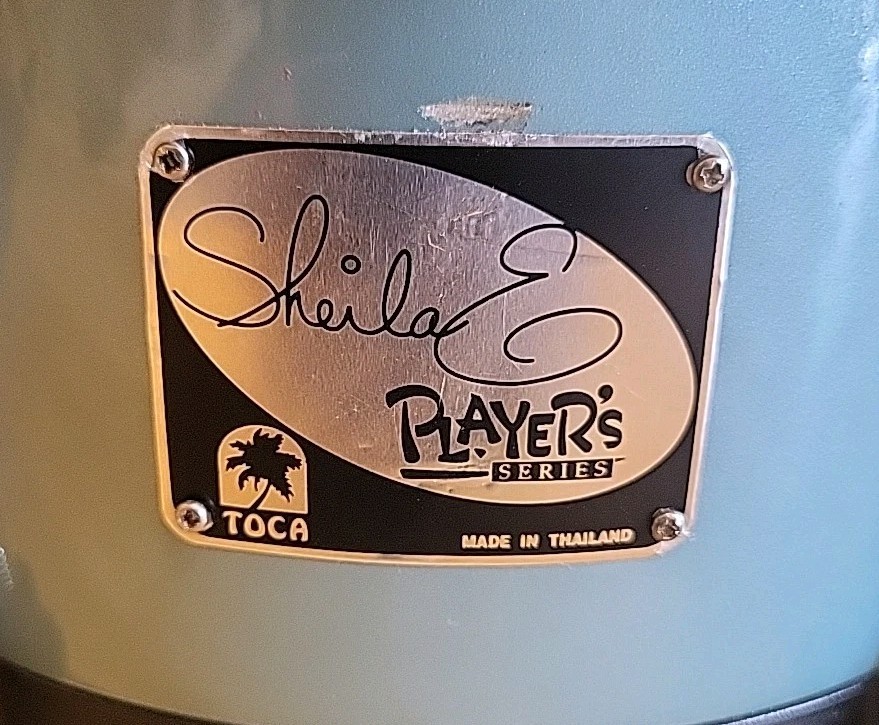 Sheila E
PLAYER'S
SERIES
TOCA
MADE IN THAILAND